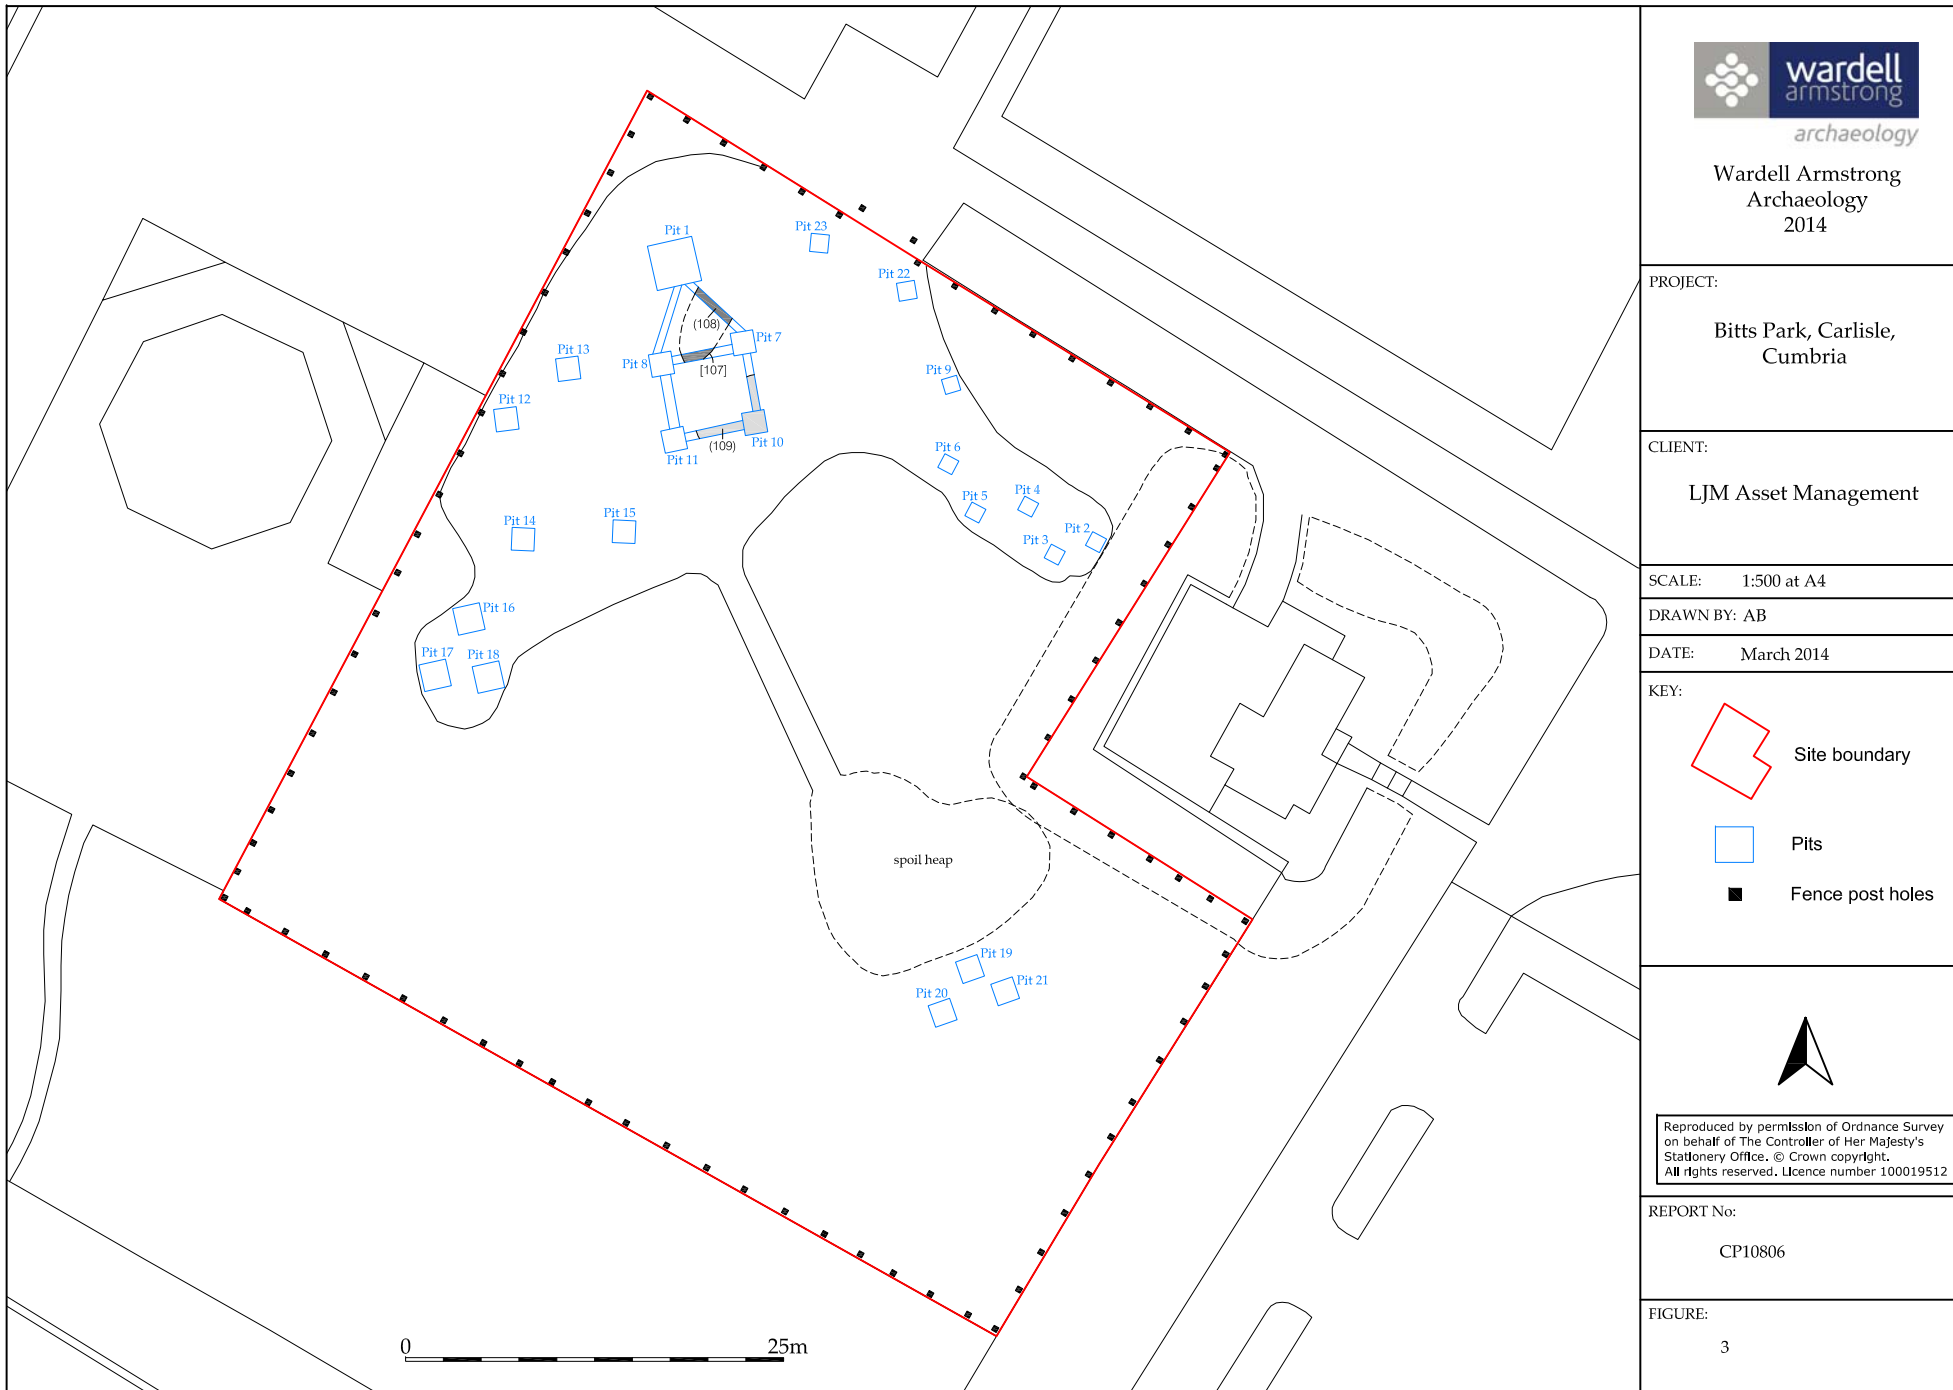 Pit 1
Pit 23
Pit 22
(108)
Pit 7
Pit 13
Pit 8
[107]
Pit 9
Pit 12
Pit 10
(109)
Pit 11
Pit 6
Pit 5
Pit 4
Pit 14
Pit 15
Pit 2
Pit 3
Pit 16
Pit 17
Pit 18
spoil heap
Pit 19
Pit 21
Pit 20
0
25m
wardell
armstrong
archaeology
Wardell Armstrong
Archaeology
2014
PROJECT:
Bitts Park, Carlisle,
Cumbria
CLIENT:
LJM Asset Management
SCALE: 1:500 at A4
DRAWN BY: AB
DATE: March 2014
KEY:
Site boundary
Pits
Fence post holes
Reproduced by permission of Ordnance Survey
on behalf of The Controller of Her Majesty's
Stationery Office. © Crown copyright.
All rights reserved. Licence number 100019512
REPORT No:
CP10806
FIGURE:
3